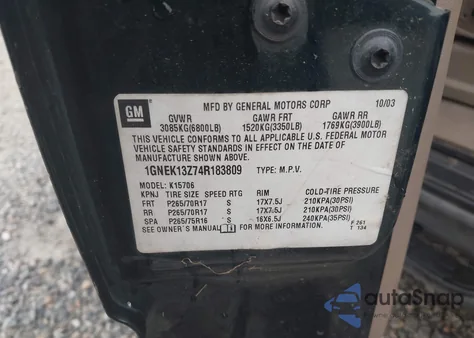 MFD BY GENERAL MOTORS CORP 10/03
GM
GVWR GAWR FRT GAWR RR
3085KG(6800LB) 1520KG(3350LB) 1769KG(3900LB)
THIS VEHICLE CONFORMS TO ALL APPLICABLE U.S. FEDERAL MOTOR
VEHICLE SAFETY STANDARDS IN EFFECT ON THE DATE OF
MANUFACTURE SHOWN ABOVE.
1GNEK13Z74R183809 TYPE: M.P.V.
MODEL: K15706
KPNJ TIRE SIZE SPEED RTG RIM COLD-TIRE PRESSURE
FRT P265/70R17 S 17X7.5J 210KPA(30PSI)
RR P265/70R17 S 17X7.5J 210KPA(30PSI)
SPA P265/75R16 S 16X6.5J 240KPA(35PSI)
SEE OWNER'S MANUAL FOR MORE INFORMATION. F 261
T 134
autoSnap